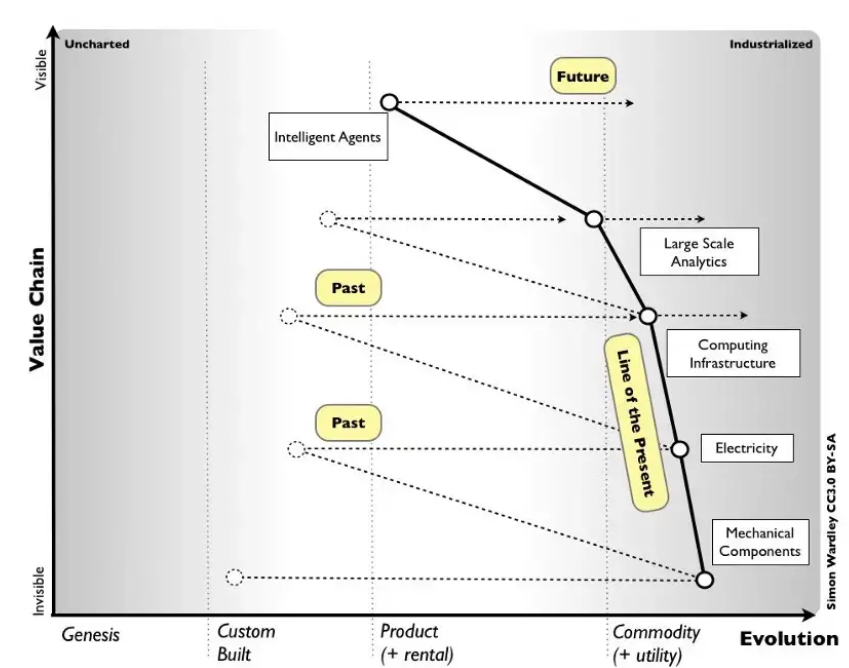 Uncharted
Industrialized
Visible
Future
Intelligent Agents
Large Scale
Analytics
Past
Value Chain
Computing
Infrastructure
Line of the Present
Past
Electricity
Mechanical
Components
Simon Wardley CC3.0 BY-SA
Invisible
Genesis
Custom
Built
Product
(+ rental)
Commodity
(+ utility)
Evolution